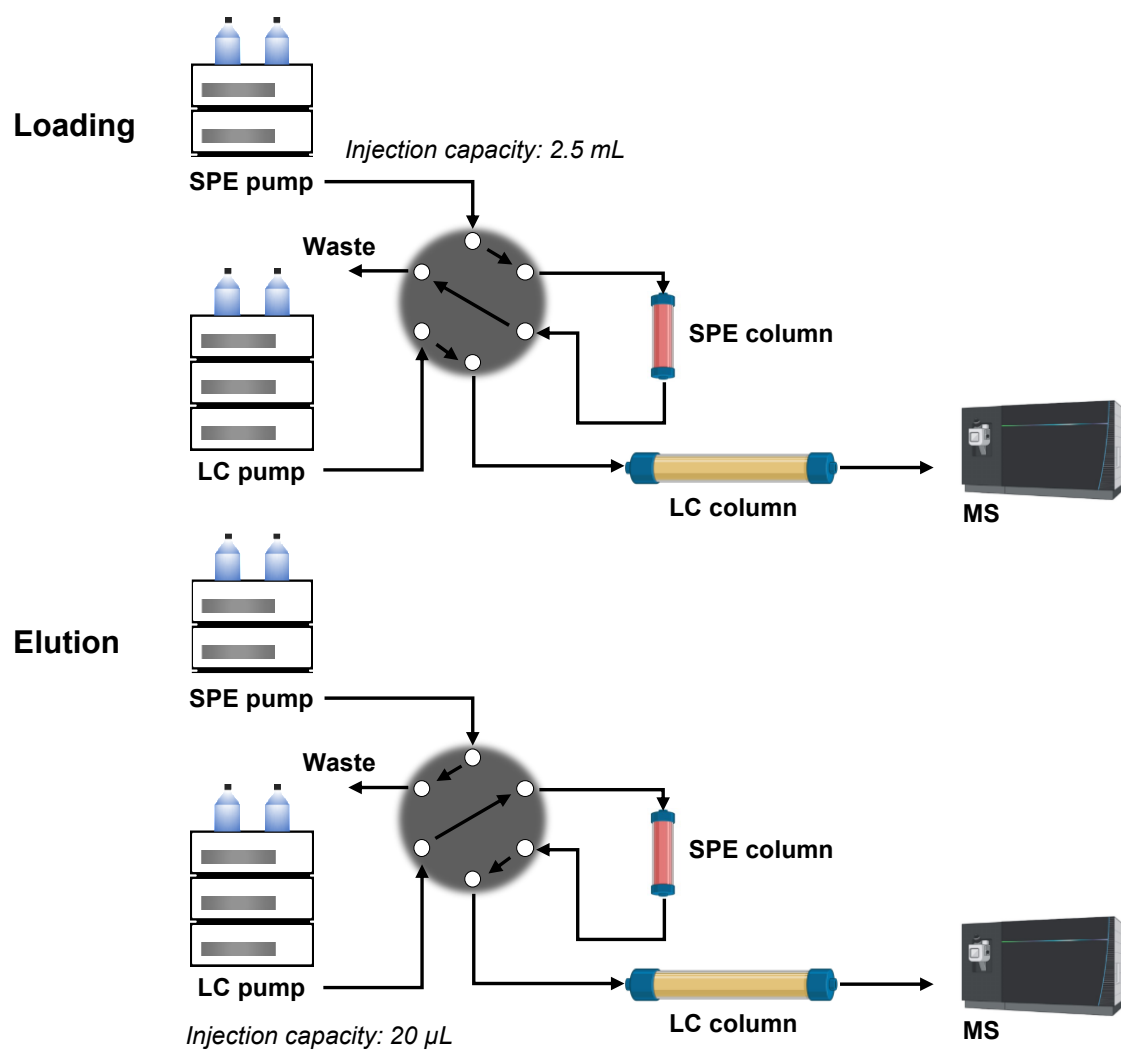 Loading
Injection capacity: 2.5 mL
SPE pump
Waste
SPE column
LC pump
LC column
MS
Elution
SPE pump
Waste
SPE column
LC pump
LC column
MS
Injection capacity: 20 µL